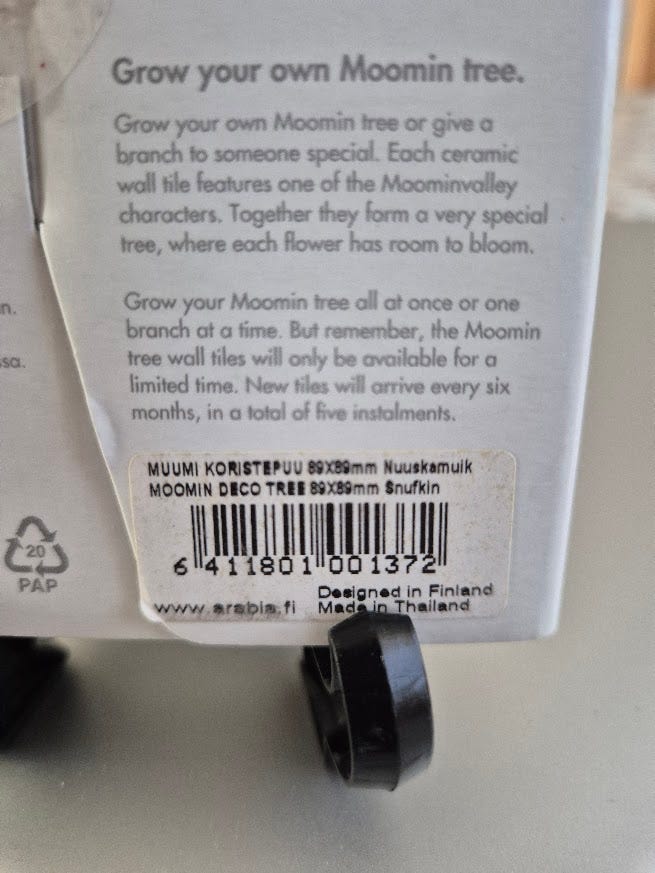 Grow your own Moomin tree.
Grow your own Moomin tree or give a
branch to someone special. Each ceramic
wall tile features one of the Moominvalley
characters. Together they form a very special
tree, where each flower has room to bloom.
Grow your Moomin tree all at once or one
branch at a time. But remember, the Moomin
tree wall tiles will only be available for a
limited time. New tiles will arrive every six
months, in a total of five instalments.
n.
ssa.
MUUMI KORISTEPUU 89X89mm Nuuskamuik
MOOMIN DECO TREE 89X89mm Snufkin
6 411801 001372
Designed in Finland
www.arabia.fi Made in Thailand
20
PAP